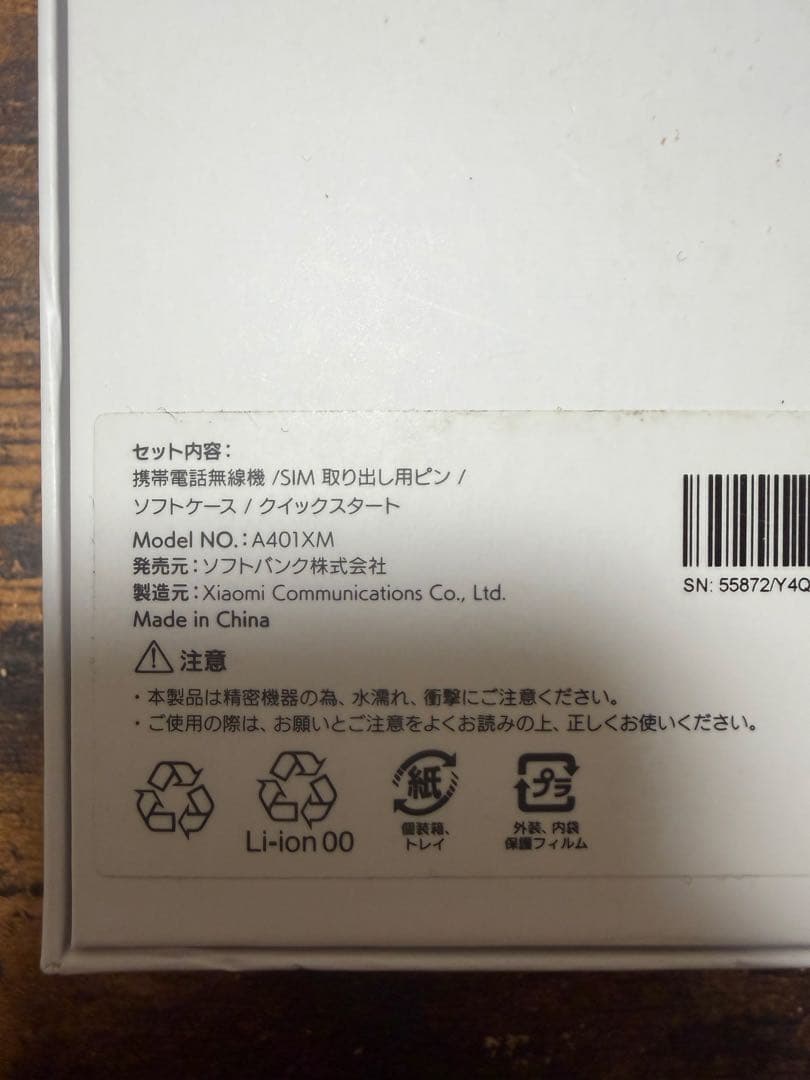 セット内容：
携帯電話無線機 /SIM 取り出し用ピン /
ソフトケース / クイックスタート
Model NO.：A401XM
発売元：ソフトバンク株式会社
製造元：Xiaomi Communications Co., Ltd.
Made in China
SN: 55872/Y4Q
注意
・本製品は精密機器の為、水濡れ、衝撃にご注意ください。
・ご使用の際は、お願いとご注意をよくお読みの上、正しくお使いください。
Li-ion 00
紙
個装箱、
トレイ
プラ
外装、内袋
保護フィルム